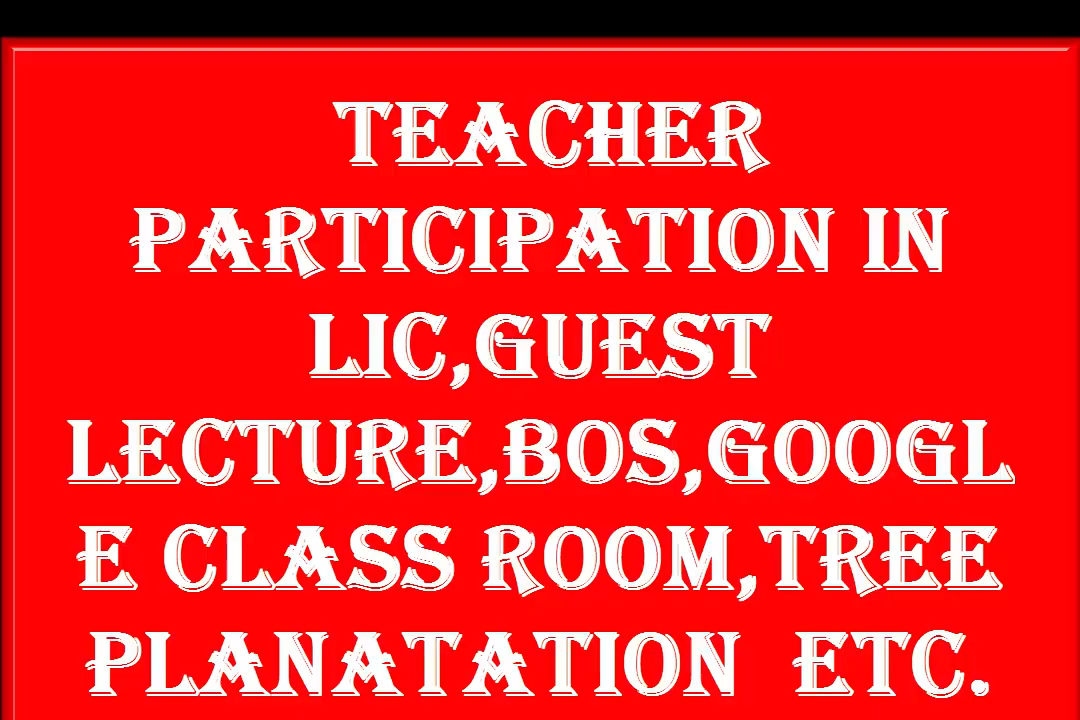 TEACHER
PARTICIPATION IN
LIC,GUEST
LECTURE,BOS,GOOGL
E CLASS ROOM,TREE
PLANATATION ETC.